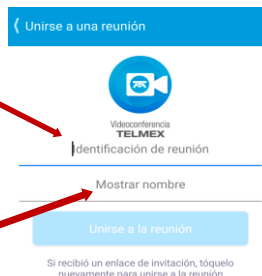 Unirse a una reunión
Videoconferencia
TELMEX
Identificación de reunión
Mostrar nombre
Unirse a la reunión
Si recibió un enlace de invitación, tóquelo
nuevamente para unirse a la reunión